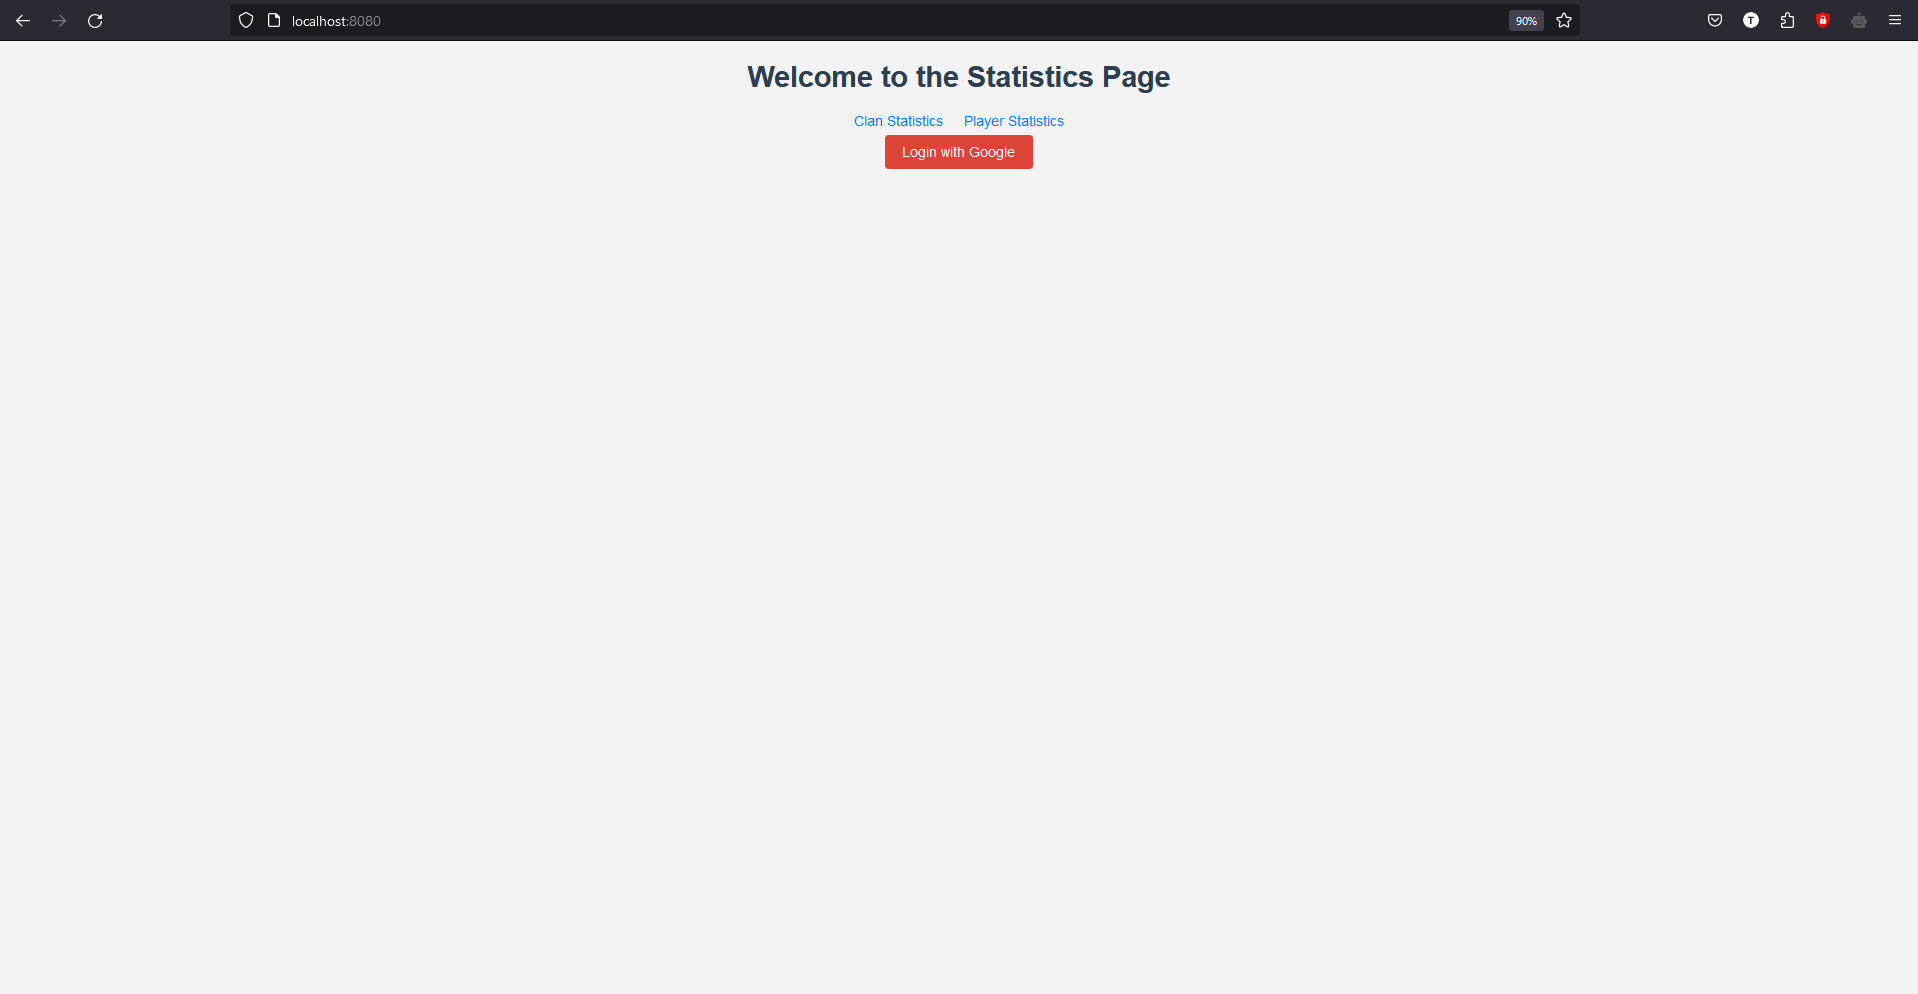 localhost:8080
90%
T
Welcome to the Statistics Page
Clan Statistics Player Statistics
Login with Google